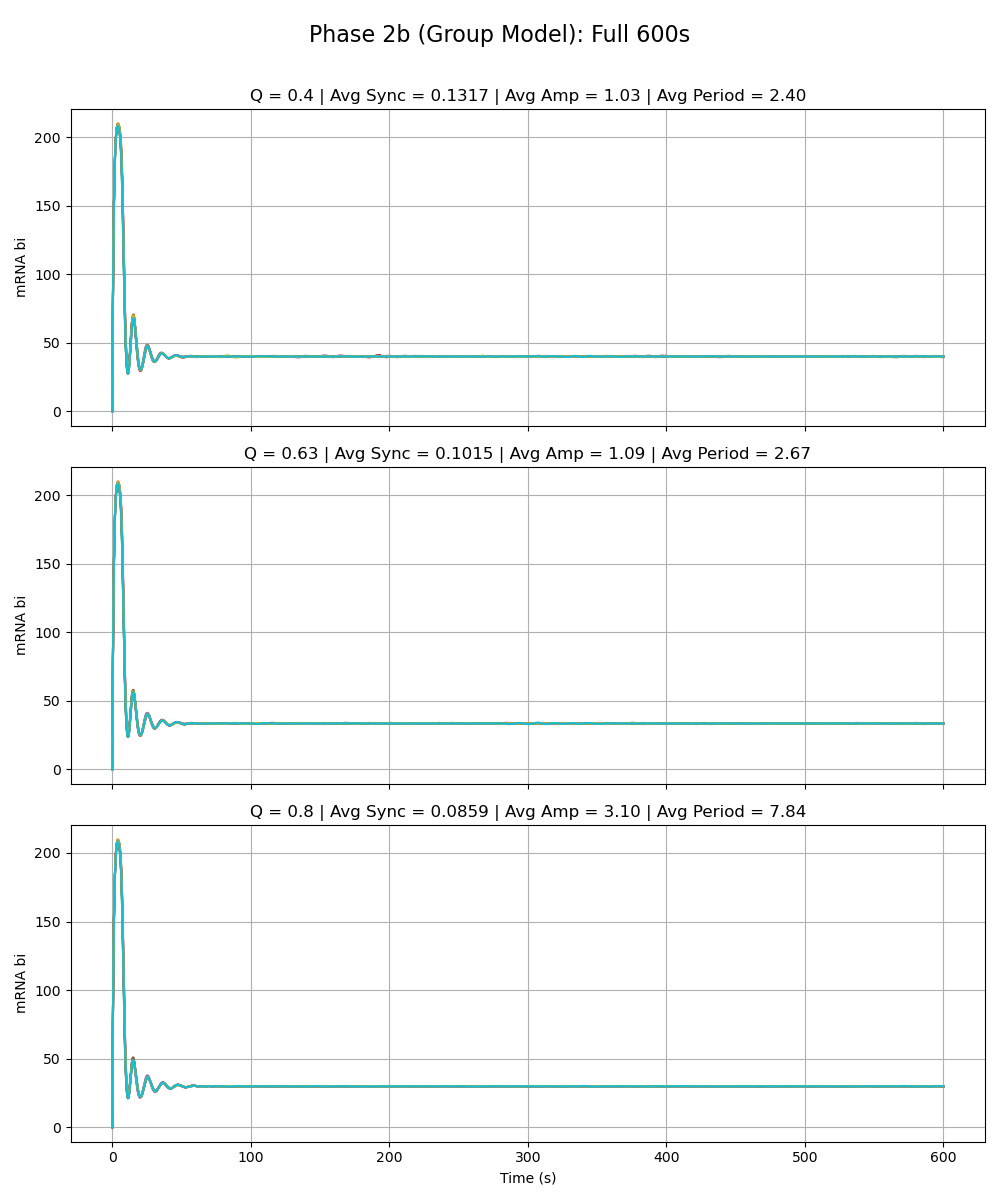 Phase 2b (Group Model): Full 600s
Q = 0.4 | Avg Sync = 0.1317 | Avg Amp = 1.03 | Avg Period = 2.40
200
150
100
50
0
mRNA bi
Q = 0.63 | Avg Sync = 0.1015 | Avg Amp = 1.09 | Avg Period = 2.67
200
150
100
50
0
mRNA bi
Q = 0.8 | Avg Sync = 0.0859 | Avg Amp = 3.10 | Avg Period = 7.84
200
150
100
50
0
mRNA bi
0 100 200 300 400 500 600
Time (s)